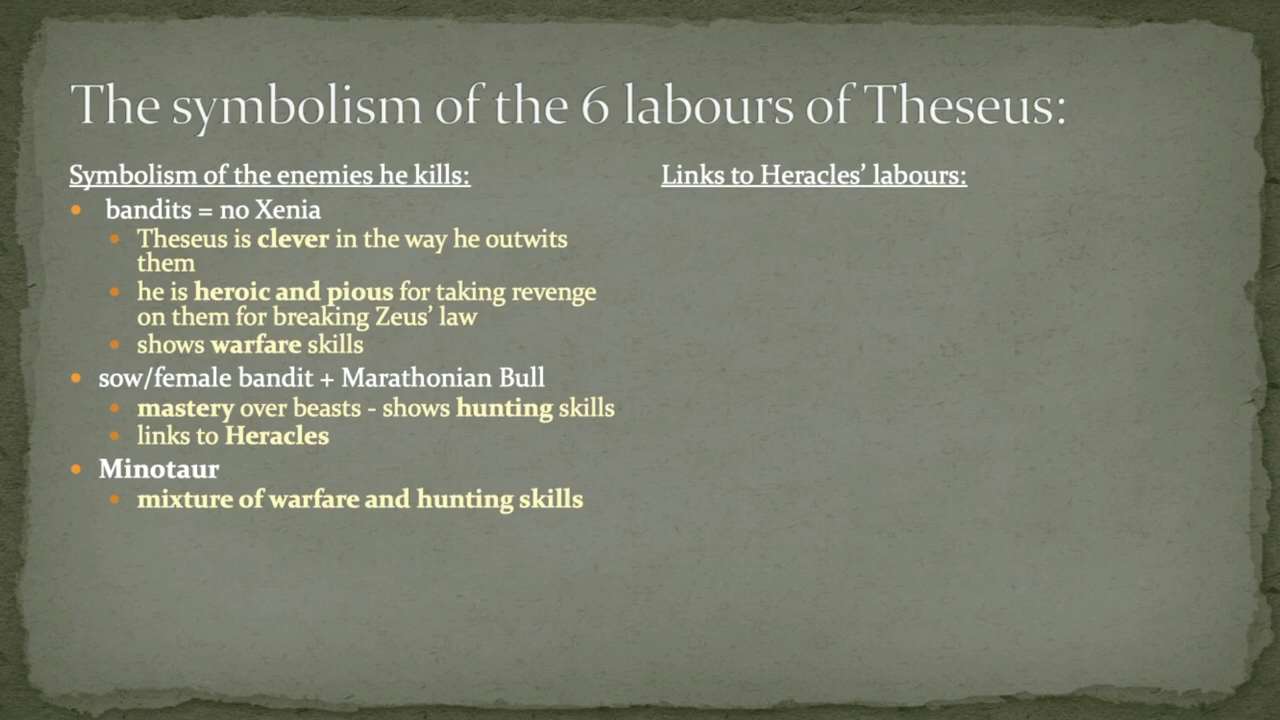 The symbolism of the 6 labours of Theseus:
Symbolism of the enemies he kills:
bandits = no Xenia
Theseus is clever in the way he outwits
them
he is heroic and pious for taking revenge
on them for breaking Zeus’ law
shows warfare skills
sow/female bandit + Marathonian Bull
mastery over beasts - shows hunting skills
links to Heracles
Minotaur
mixture of warfare and hunting skills
Links to Heracles’ labours: